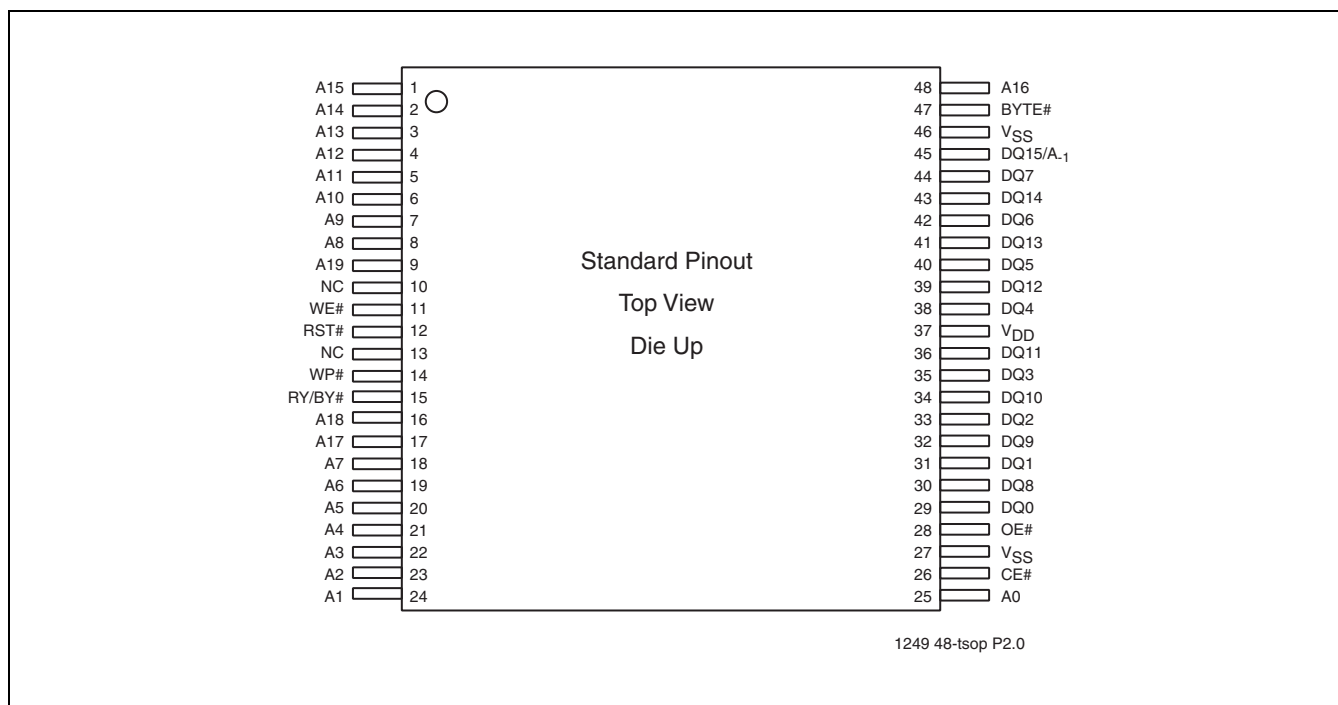 A15 1 48 A16
A14 2 47 BYTE#
A13 3 46 VSS
A12 4 45 DQ15/A-1
A11 5 44 DQ7
A10 6 43 DQ14
A9 7 42 DQ6
A8 8 41 DQ13
A19 9 40 DQ5
NC 10 39 DQ12
WE# 11 38 DQ4
RST# 12 37 VDD
NC 13 36 DQ11
WP# 14 35 DQ3
RY/BY# 15 34 DQ10
A18 16 33 DQ2
A17 17 32 DQ9
A7 18 31 DQ1
A6 19 30 DQ8
A5 20 29 DQ0
A4 21 28 OE#
A3 22 27 VSS
A2 23 26 CE#
A1 24 25 A0
Standard Pinout
Top View
Die Up
1249 48-tsop P2.0